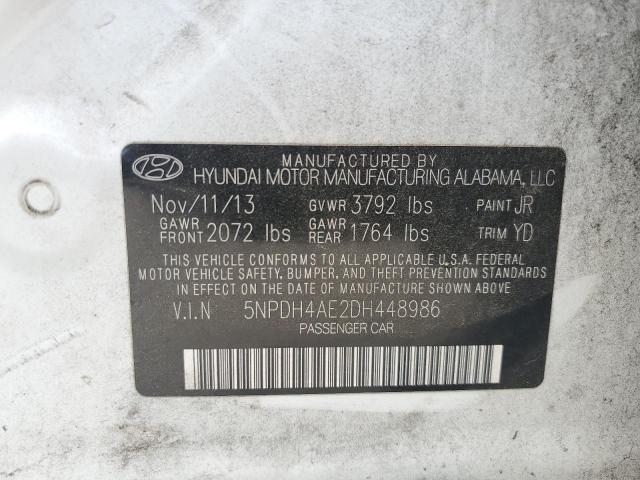 MANUFACTURED BY
HYUNDAI MOTOR MANUFACTURING ALABAMA, LLC
Nov/11/13 GVWR 3792 lbs PAINT JR
GAWR FRONT 2072 lbs GAWR REAR 1764 lbs TRIM YD
THIS VEHICLE CONFORMS TO ALL APPLICABLE U.S.A. FEDERAL
MOTOR VEHICLE SAFETY, BUMPER, AND THEFT PREVENTION STANDARDS
IN EFFECT ON THE DATE OF MANUFACTURE SHOWN ABOVE.
V.I.N 5NPDH4AE2DH448986
PASSENGER CAR